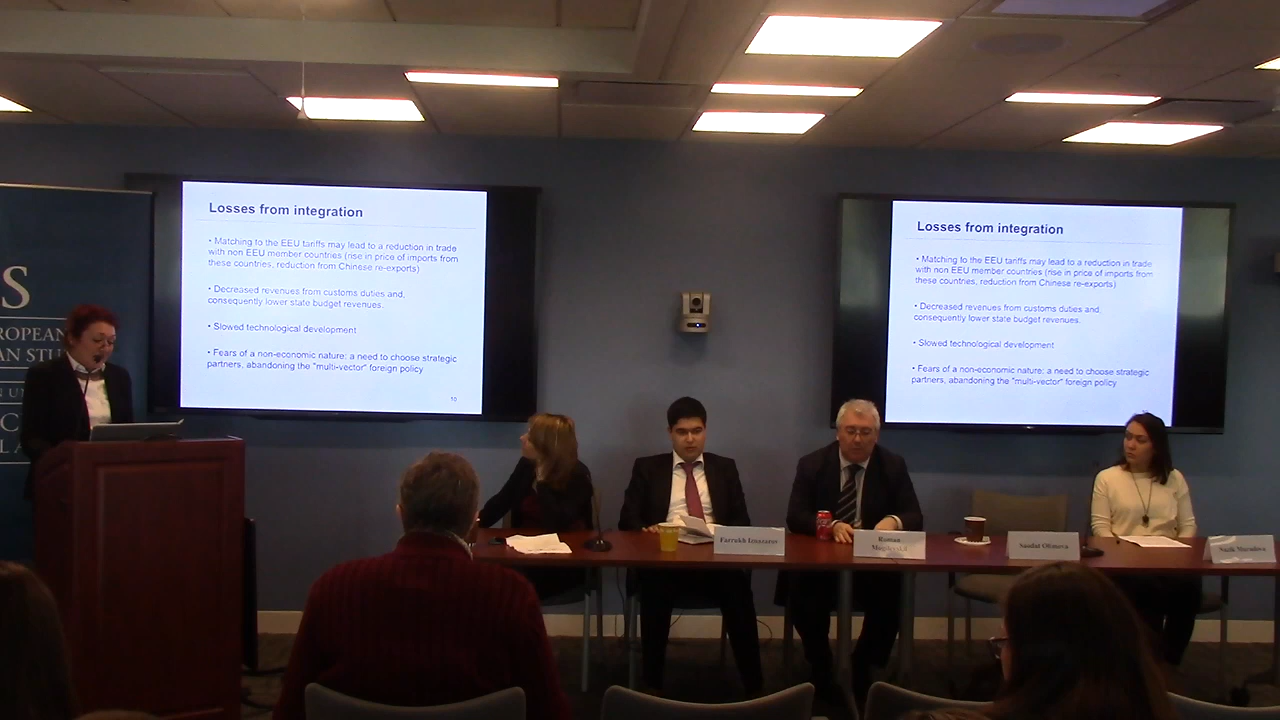 S
ROPEAN
AN STUD
Losses from integration
• Matching to the EEU tariffs may lead to a reduction in trade
with non EEU member countries (rise in price of imports from
these countries, reduction from Chinese re-exports)
• Decreased revenues from customs duties and,
consequently lower state budget revenues.
• Slowed technological development
• Fears of a non-economic nature: a need to choose strategic
partners, abandoning the "multi-vector" foreign policy
10
Losses from integration
• Matching to the EEU tariffs may lead to a reduction in trade
with non EEU member countries (rise in price of imports from
these countries, reduction from Chinese re-exports)
• Decreased revenues from customs duties and,
consequently lower state budget revenues.
• Slowed technological development
• Fears of a non-economic nature: a need to choose strategic
partners, abandoning the "multi-vector" foreign policy
Farrukh
Roman
Saodat Olimova